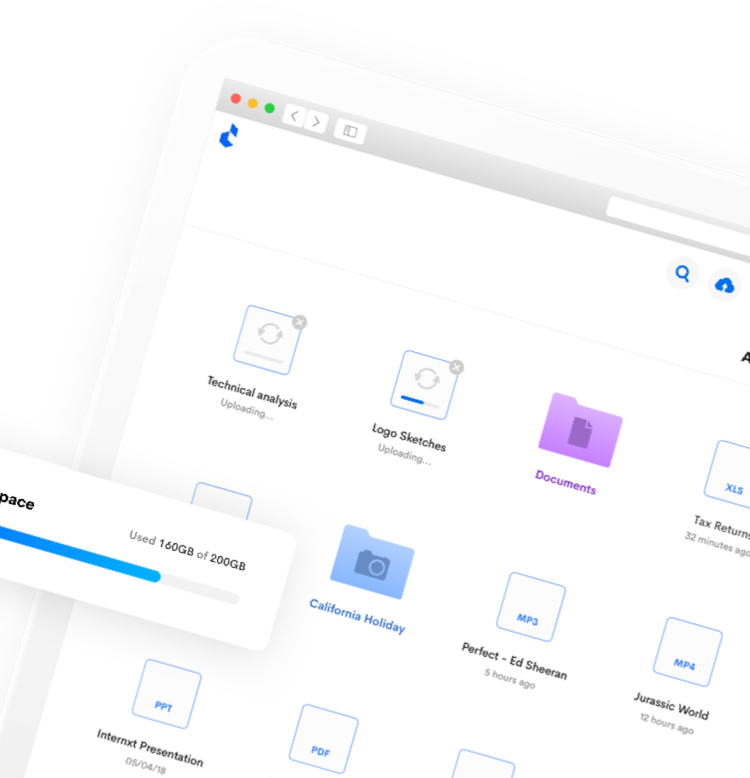 Technical analysis
Uploading...
Logo Sketches
Uploading...
Documents
XLS
Tax Returns
32 minutes ago
pace
Used 160GB of 200GB
California Holiday
MP3
Perfect - Ed Sheeran
5 hours ago
MP4
Jurassic World
12 hours ago
PPT
Internxt Presentation
05/04/18
PDF